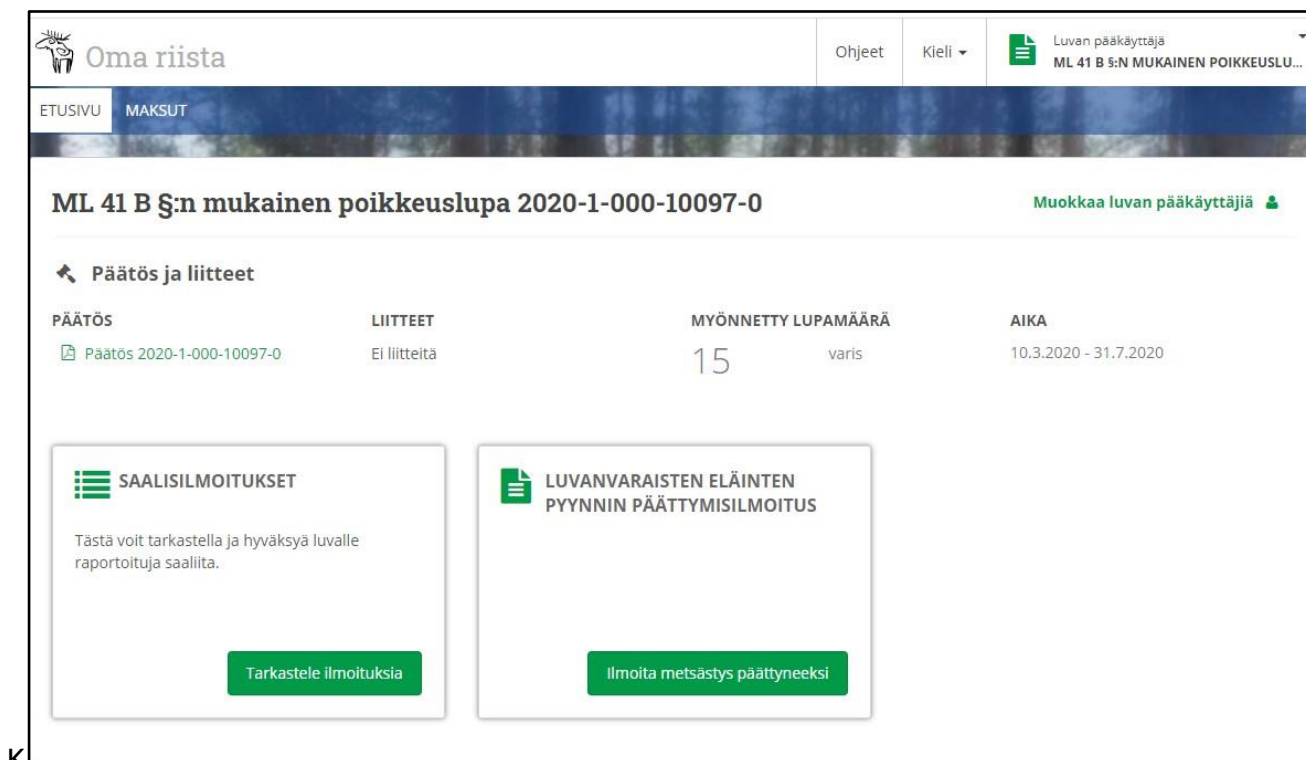 Oma riista
Ohjeet
Kieli
Luvan pääkäyttäjä
ML 41 B §:N MUKAINEN POIKKEUSLU...
ETUSIVU
MAKSUT
ML 41 B §:n mukainen poikkeuslupa 2020-1-000-10097-0
Muokkaa luvan pääkäyttäjiä
Päätös ja liitteet
PÄÄTÖS
LIITTEET
MYÖNNETTY LUPAMÄÄRÄ
AIKA
Päätös 2020-1-000-10097-0
Ei liitteitä
15
varis
10.3.2020 - 31.7.2020
SAALISILMOITUKSET
Tästä voit tarkastella ja hyväksyä luvalle
raportoituja saaliita.
Tarkastele ilmoituksia
LUVANVARAISTEN ELÄINTEN
PYYNNIN PÄÄTTYMISILMOITUS
Ilmoita metsästys päättyneeksi
K